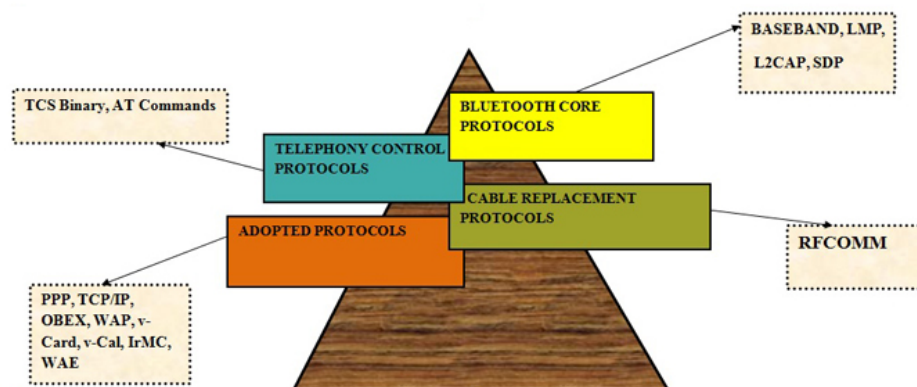 BASEBAND, LMP,
L2CAP, SDP
TCS Binary, AT Commands
BLUETOOTH CORE
PROTOCOLS
TELEPHONY CONTROL
PROTOCOLS
CABLE REPLACEMENT
PROTOCOLS
ADOPTED PROTOCOLS
RFCOMM
PPP, TCP/IP,
OBEX, WAP, v-
Card, v-Cal, IrMC,
WAE